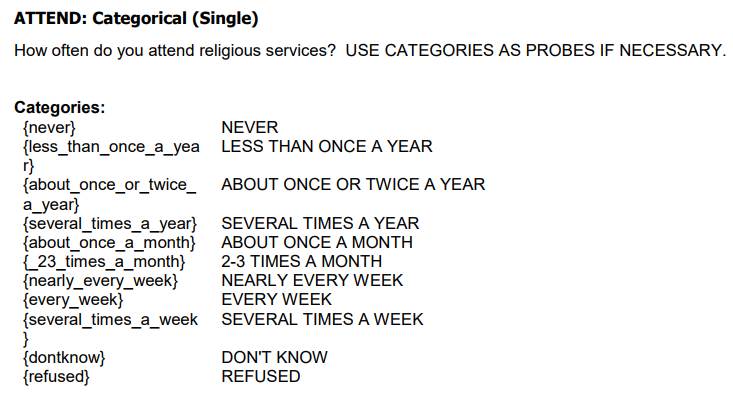 ATTEND: Categorical (Single)
How often do you attend religious services?  USE CATEGORIES AS PROBES IF NECESSARY.
Categories:
{never} NEVER
{less_than_once_a_yea LESS THAN ONCE A YEAR
r}
{about_once_or_twice_ ABOUT ONCE OR TWICE A YEAR
a_year}
{several_times_a_year} SEVERAL TIMES A YEAR
{about_once_a_month} ABOUT ONCE A MONTH
{_23_times_a_month} 2-3 TIMES A MONTH
{nearly_every_week} NEARLY EVERY WEEK
{every_week} EVERY WEEK
{several_times_a_week SEVERAL TIMES A WEEK
}
{dontknow} DON'T KNOW
{refused} REFUSED